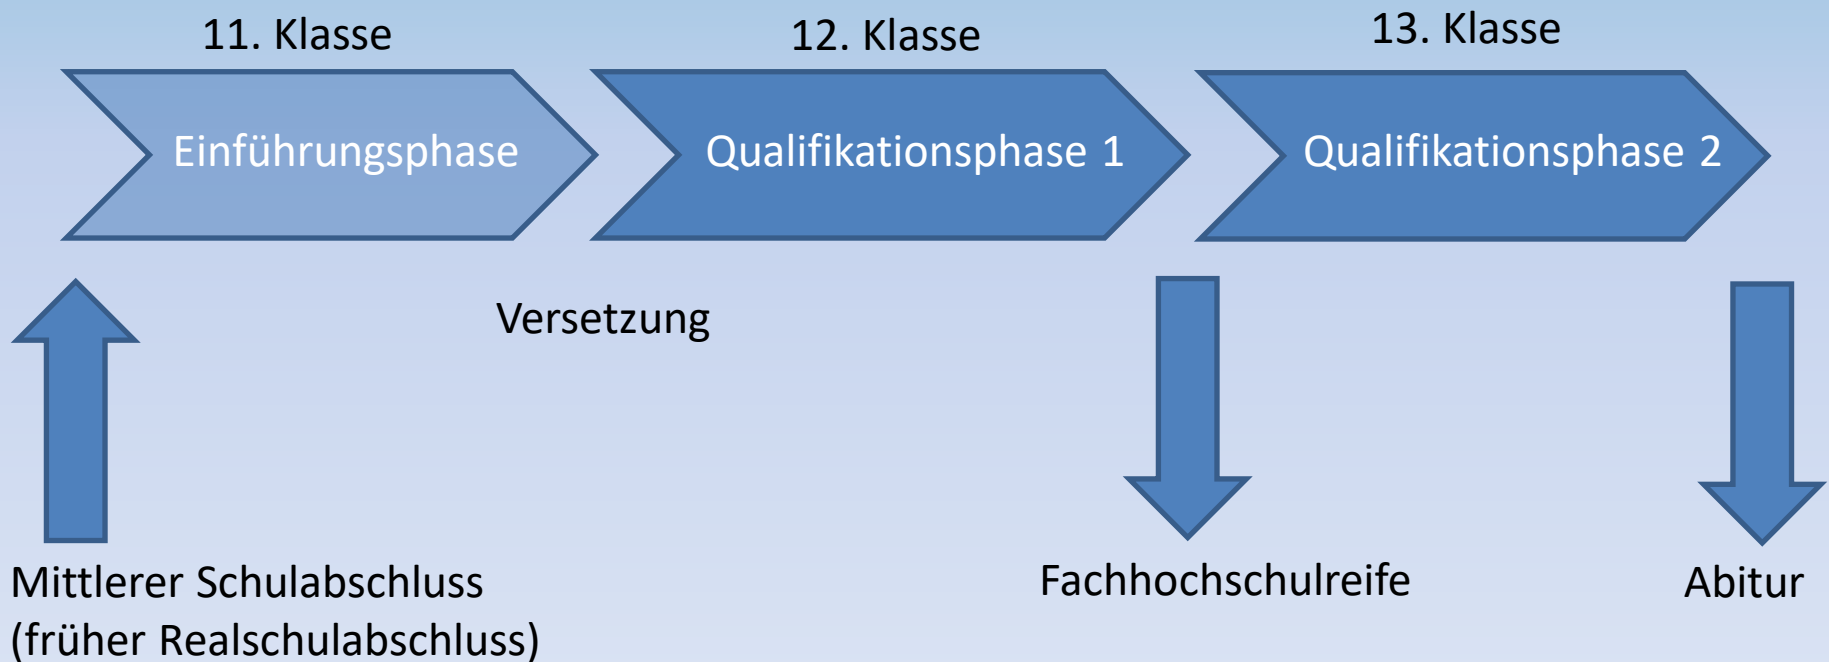 11. Klasse
12. Klasse
13. Klasse
Einführungsphase
Qualifikationsphase 1
Qualifikationsphase 2
Versetzung
Mittlerer Schulabschluss
(früher Realschulabschluss)
Fachhochschulreife
Abitur